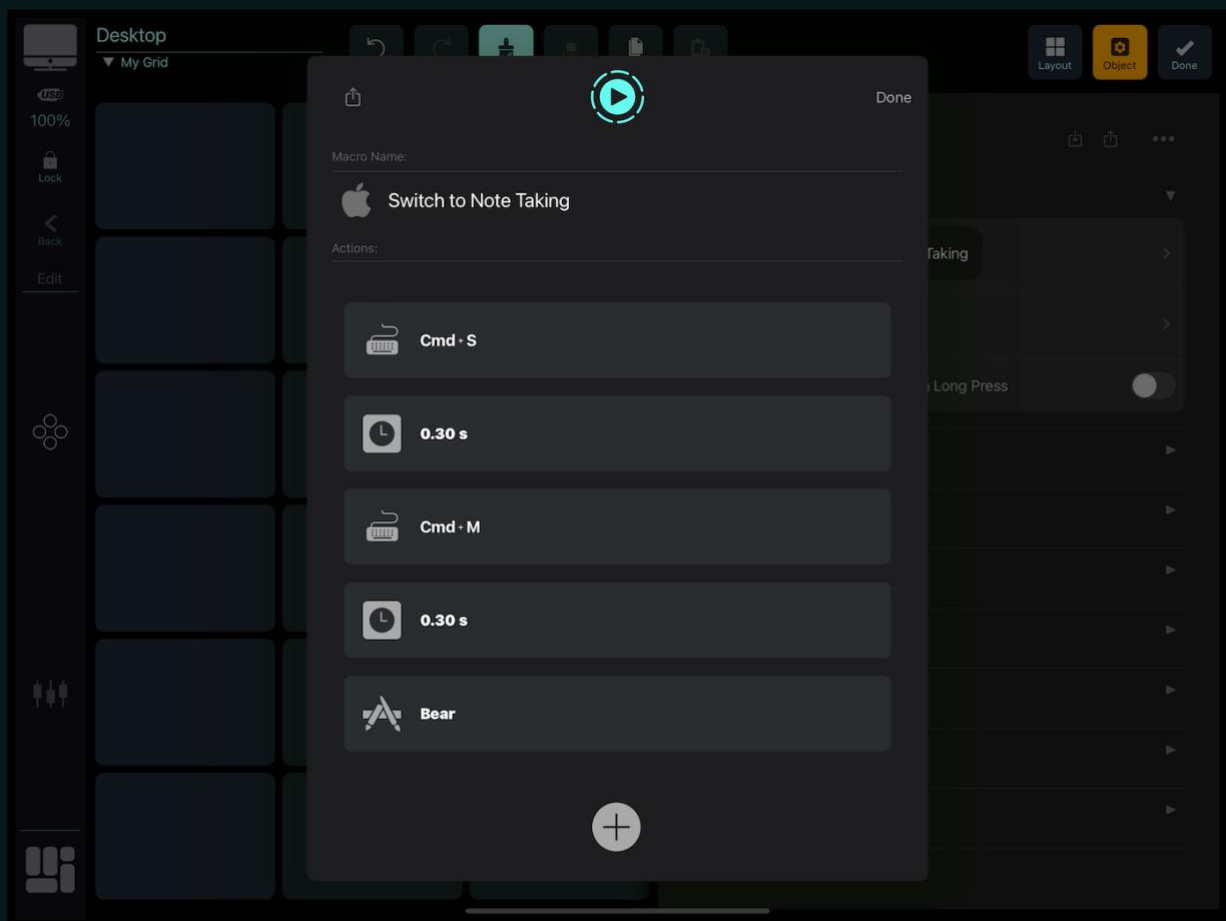 Desktop
▼ My Grid
USB
100%
Lock
Back
Edit
Layout
Object
Done
Done
Macro Name:
Switch to Note Taking
Actions:
Cmd + S
0.30 s
Cmd + M
0.30 s
Bear
Taking
Long Press